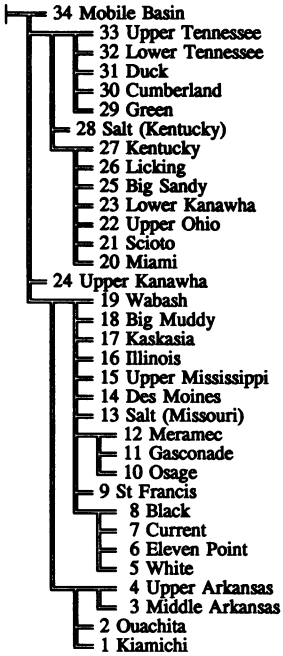 34 Mobile Basin
33 Upper Tennessee
32 Lower Tennessee
31 Duck
30 Cumberland
29 Green
28 Salt (Kentucky)
27 Kentucky
26 Licking
25 Big Sandy
23 Lower Kanawha
22 Upper Ohio
21 Scioto
20 Miami
24 Upper Kanawha
19 Wabash
18 Big Muddy
17 Kaskasia
16 Illinois
15 Upper Mississippi
14 Des Moines
13 Salt (Missouri)
12 Meramec
11 Gasconade
10 Osage
9 St Francis
8 Black
7 Current
6 Eleven Point
5 White
4 Upper Arkansas
3 Middle Arkansas
2 Ouachita
1 Kiamichi